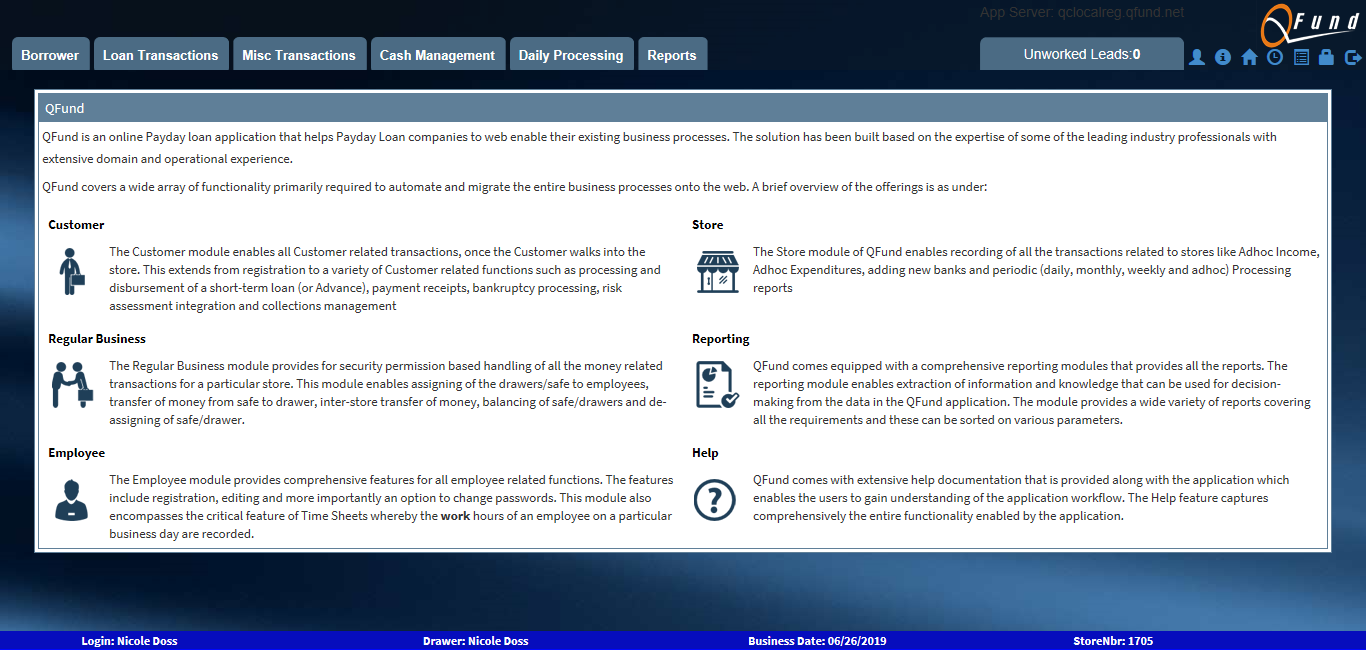 App Server: qclocalreg.qfund.net
QFund
Borrower
Loan Transactions
Misc Transactions
Cash Management
Daily Processing
Reports
Unworked Leads:0
QFund
QFund is an online Payday loan application that helps Payday Loan companies to web enable their existing business processes. The solution has been built based on the expertise of some of the leading industry professionals with
extensive domain and operational experience.
QFund covers a wide array of functionality primarily required to automate and migrate the entire business processes onto the web. A brief overview of the offerings is as under:
Customer
The Customer module enables all Customer related transactions, once the Customer walks into the
store. This extends from registration to a variety of Customer related functions such as processing and
disbursement of a short-term loan (or Advance), payment receipts, bankruptcy processing, risk
assessment integration and collections management
Store
The Store module of QFund enables recording of all the transactions related to stores like Adhoc Income,
Adhoc Expenditures, adding new banks and periodic (daily, monthly, weekly and adhoc) Processing
reports
Regular Business
The Regular Business module provides for security permission based handling of all the money related
transactions for a particular store. This module enables assigning of the drawers/safe to employees,
transfer of money from safe to drawer, inter-store transfer of money, balancing of safe/drawers and de-
assigning of safe/drawer.
Reporting
QFund comes equipped with a comprehensive reporting modules that provides all the reports. The
reporting module enables extraction of information and knowledge that can be used for decision-
making from the data in the QFund application. The module provides a wide variety of reports covering
all the requirements and these can be sorted on various parameters.
Employee
The Employee module provides comprehensive features for all employee related functions. The features
include registration, editing and more importantly an option to change passwords. This module also
encompasses the critical feature of Time Sheets whereby the work hours of an employee on a particular
business day are recorded.
Help
QFund comes with extensive help documentation that is provided along with the application which
enables the users to gain understanding of the application workflow. The Help feature captures
comprehensively the entire functionality enabled by the application.
Login: Nicole Doss
Drawer: Nicole Doss
Business Date: 06/26/2019
StoreNbr: 1705